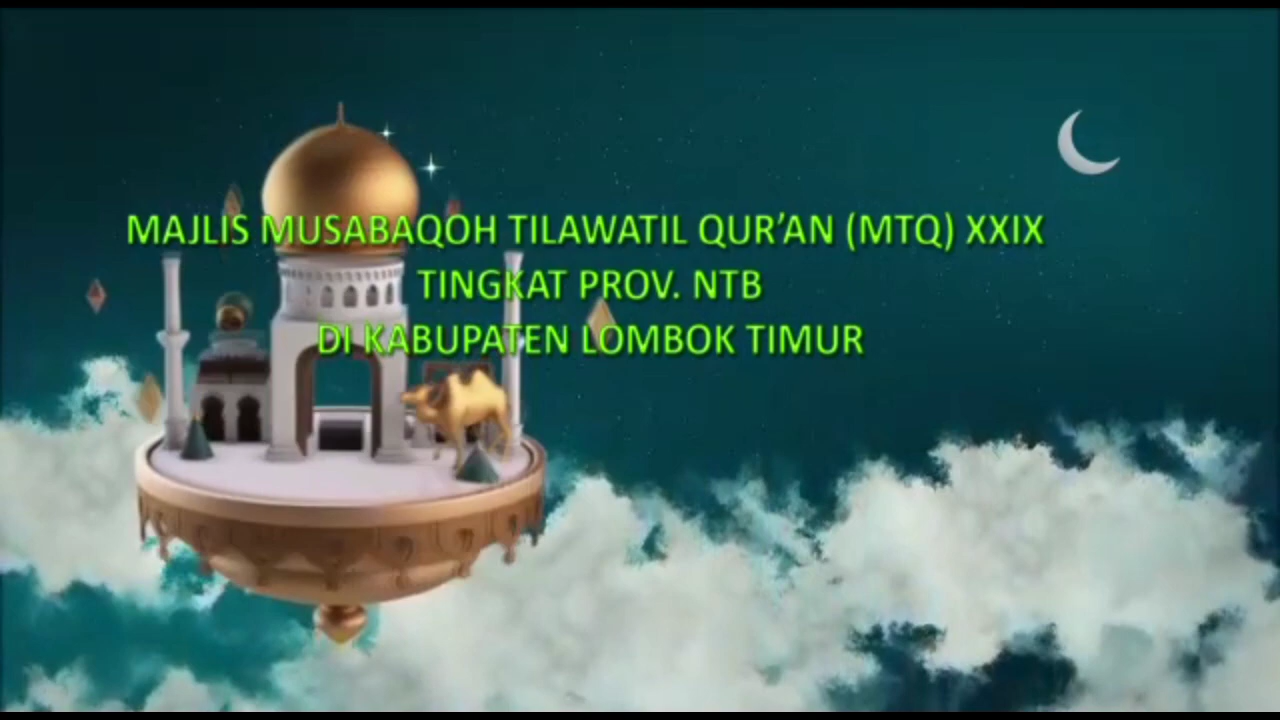 MAJLIS MUSABAQOH TILAWATIL QUR’AN (MTQ) XXIX
TINGKAT PROV. NTB
DI KABUPATEN LOMBOK TIMUR